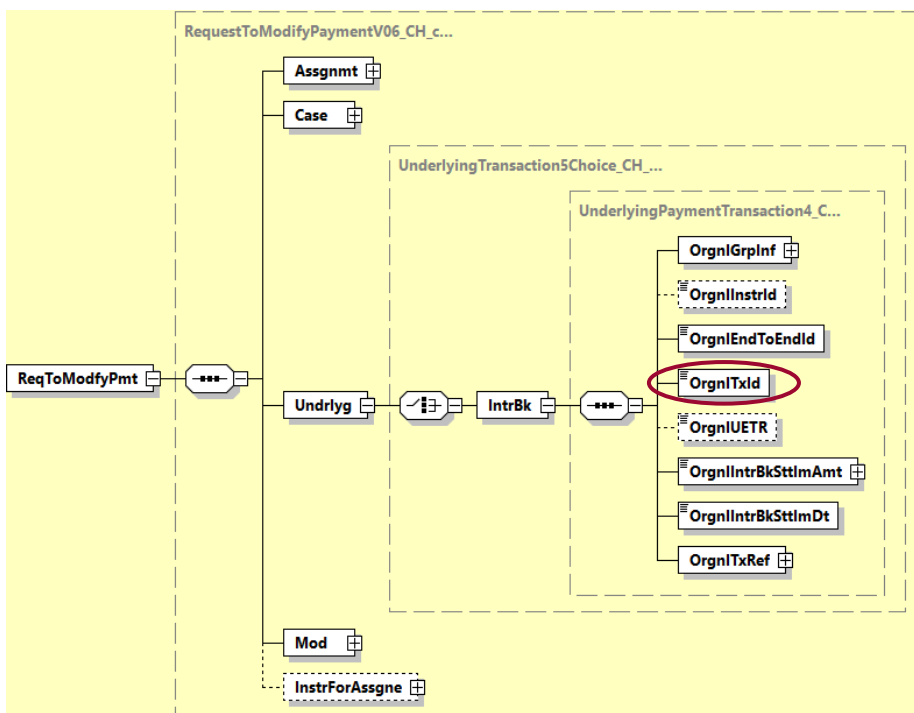 RequestToModifyPaymentV06_CH_c...
Assgnmt
Case
UnderlyingTransaction5Choice_CH_...
UnderlyingPaymentTransaction4_C...
OrgnlGrpInf
OrgnlInstrId
OrgnlEndToEndId
ReqToModfyPmt
OrgnlTxId
Undrlyg
IntrBk
OrgnlUETR
OrgnlIntrBkSttlmAmt
OrgnlIntrBkSttlmDt
OrgnlTxRef
Mod
InstrForAssgne